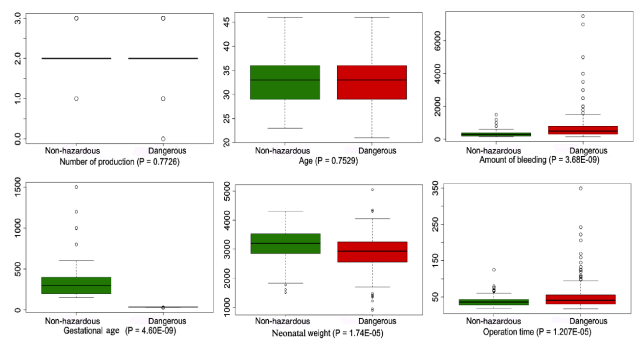 3.0
2.0
1.0
0.0
Non-hazardous Dangerous
Number of production (P = 0.7726)
45
40
35
30
25
20
Non-hazardous Dangerous
Age (P = 0.7529)
6000
4000
2000
0
Non-hazardous Dangerous
Amount of bleeding (P = 3.68E-09)
1500
1000
500
0
Non-hazardous Dangerous
Gestational age (P = 4.60E-09)
5000
4000
3000
2000
1000
Non-hazardous Dangerous
Neonatal weight (P = 1.74E-05)
350
250
150
50
Non-hazardous Dangerous
Operation time (P = 1.207E-05)